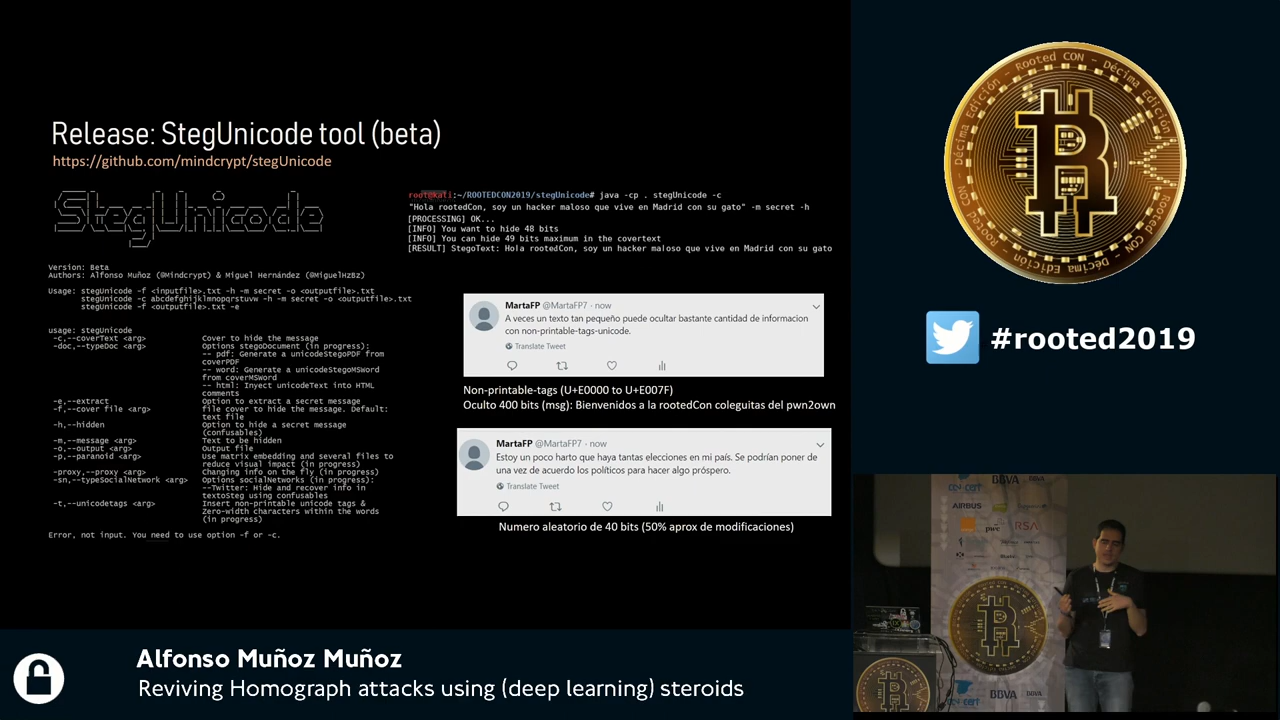 Release: StegUnicode tool (beta)
https://github.com/mindcrypt/stegUnicode
StegUnicode
Version: Beta
Authors: Alfonso Muñoz (@Mindcrypt) & Miguel Hernández (@MiguelHzBz)
Usage: stegUnicode -f <inputfile>.txt -h -m secret -o <outputfile>.txt
stegUnicode -c abcdefghijklmnopqrstuvw -h -m secret -o <outputfile>.txt
stegUnicode -f <outputfile>.txt -e
usage: stegUnicode
-c,--coverText <arg> Cover to hide the message
-doc,--typeDoc <arg> Options stegoDocument (in progress):
-- pdf: Generate a unicodeStegoPDF from
coverPDF
-- word: Generate a unicodeStegoMSWord
from coverMSWord
-- html: Inyect unicodeText into HTML
comments
-e,--extract Option to extract a secret message
-f,--cover file <arg> file cover to hide the message. Default:
text file
-h,--hidden Option to hide a secret message
(confusables)
-m,--message <arg> Text to be hidden
-o,--output <arg> Output file
-p,--paranoid <arg> Use matrix embedding and several files to
reduce visual impact (in progress)
-proxy,--proxy <arg> Changing info on the fly (in progress)
-sn,--typeSocialNetwork <arg> Options socialNetworks (in progress):
--Twitter: Hide and recover info in
textoSteg using confusables
-t,--unicodetags <arg> Insert non-printable unicode tags &
Zero-width characters within the words
(in progress)
Error, not input. You need to use option -f or -c.
root@kali:~/ROOTEDCON2019/stegUnicode# java -cp . stegUnicode -c
"Hola rootedCon, soy un hacker maloso que vive en Madrid con su gato" -m secret -h
[PROCESSING] OK...
[INFO] You want to hide 48 bits
[INFO] You can hide 49 bits maximum in the covertext
[RESULT] StegoText: Hola rootedCon, soy un hacker maloso que vive en Madrid con su gato
MartaFP @MartaFP7 · now
A veces un texto tan pequeño puede ocultar bastante cantidad de informacion
con non-printable-tags-unicode.
Translate Tweet
Non-printable-tags (U+E0000 to U+E007F)
Oculto 400 bits (msg): Bienvenidos a la rootedCon coleguitas del pwn2own
MartaFP @MartaFP7 · now
Estoy un poco harto que haya tantas elecciones en mi país. Se podrían poner de
una vez de acuerdo los políticos para hacer algo próspero.
Translate Tweet
Numero aleatorio de 40 bits (50% aprox de modificaciones)
Rooted CON - Décima Edición - Rooted CON - Décima Edición -
#rooted2019
BBVA
AIRBUS
pwc
RSA
BBVA
Alfonso Muñoz Muñoz
Reviving Homograph attacks using (deep learning) steroids